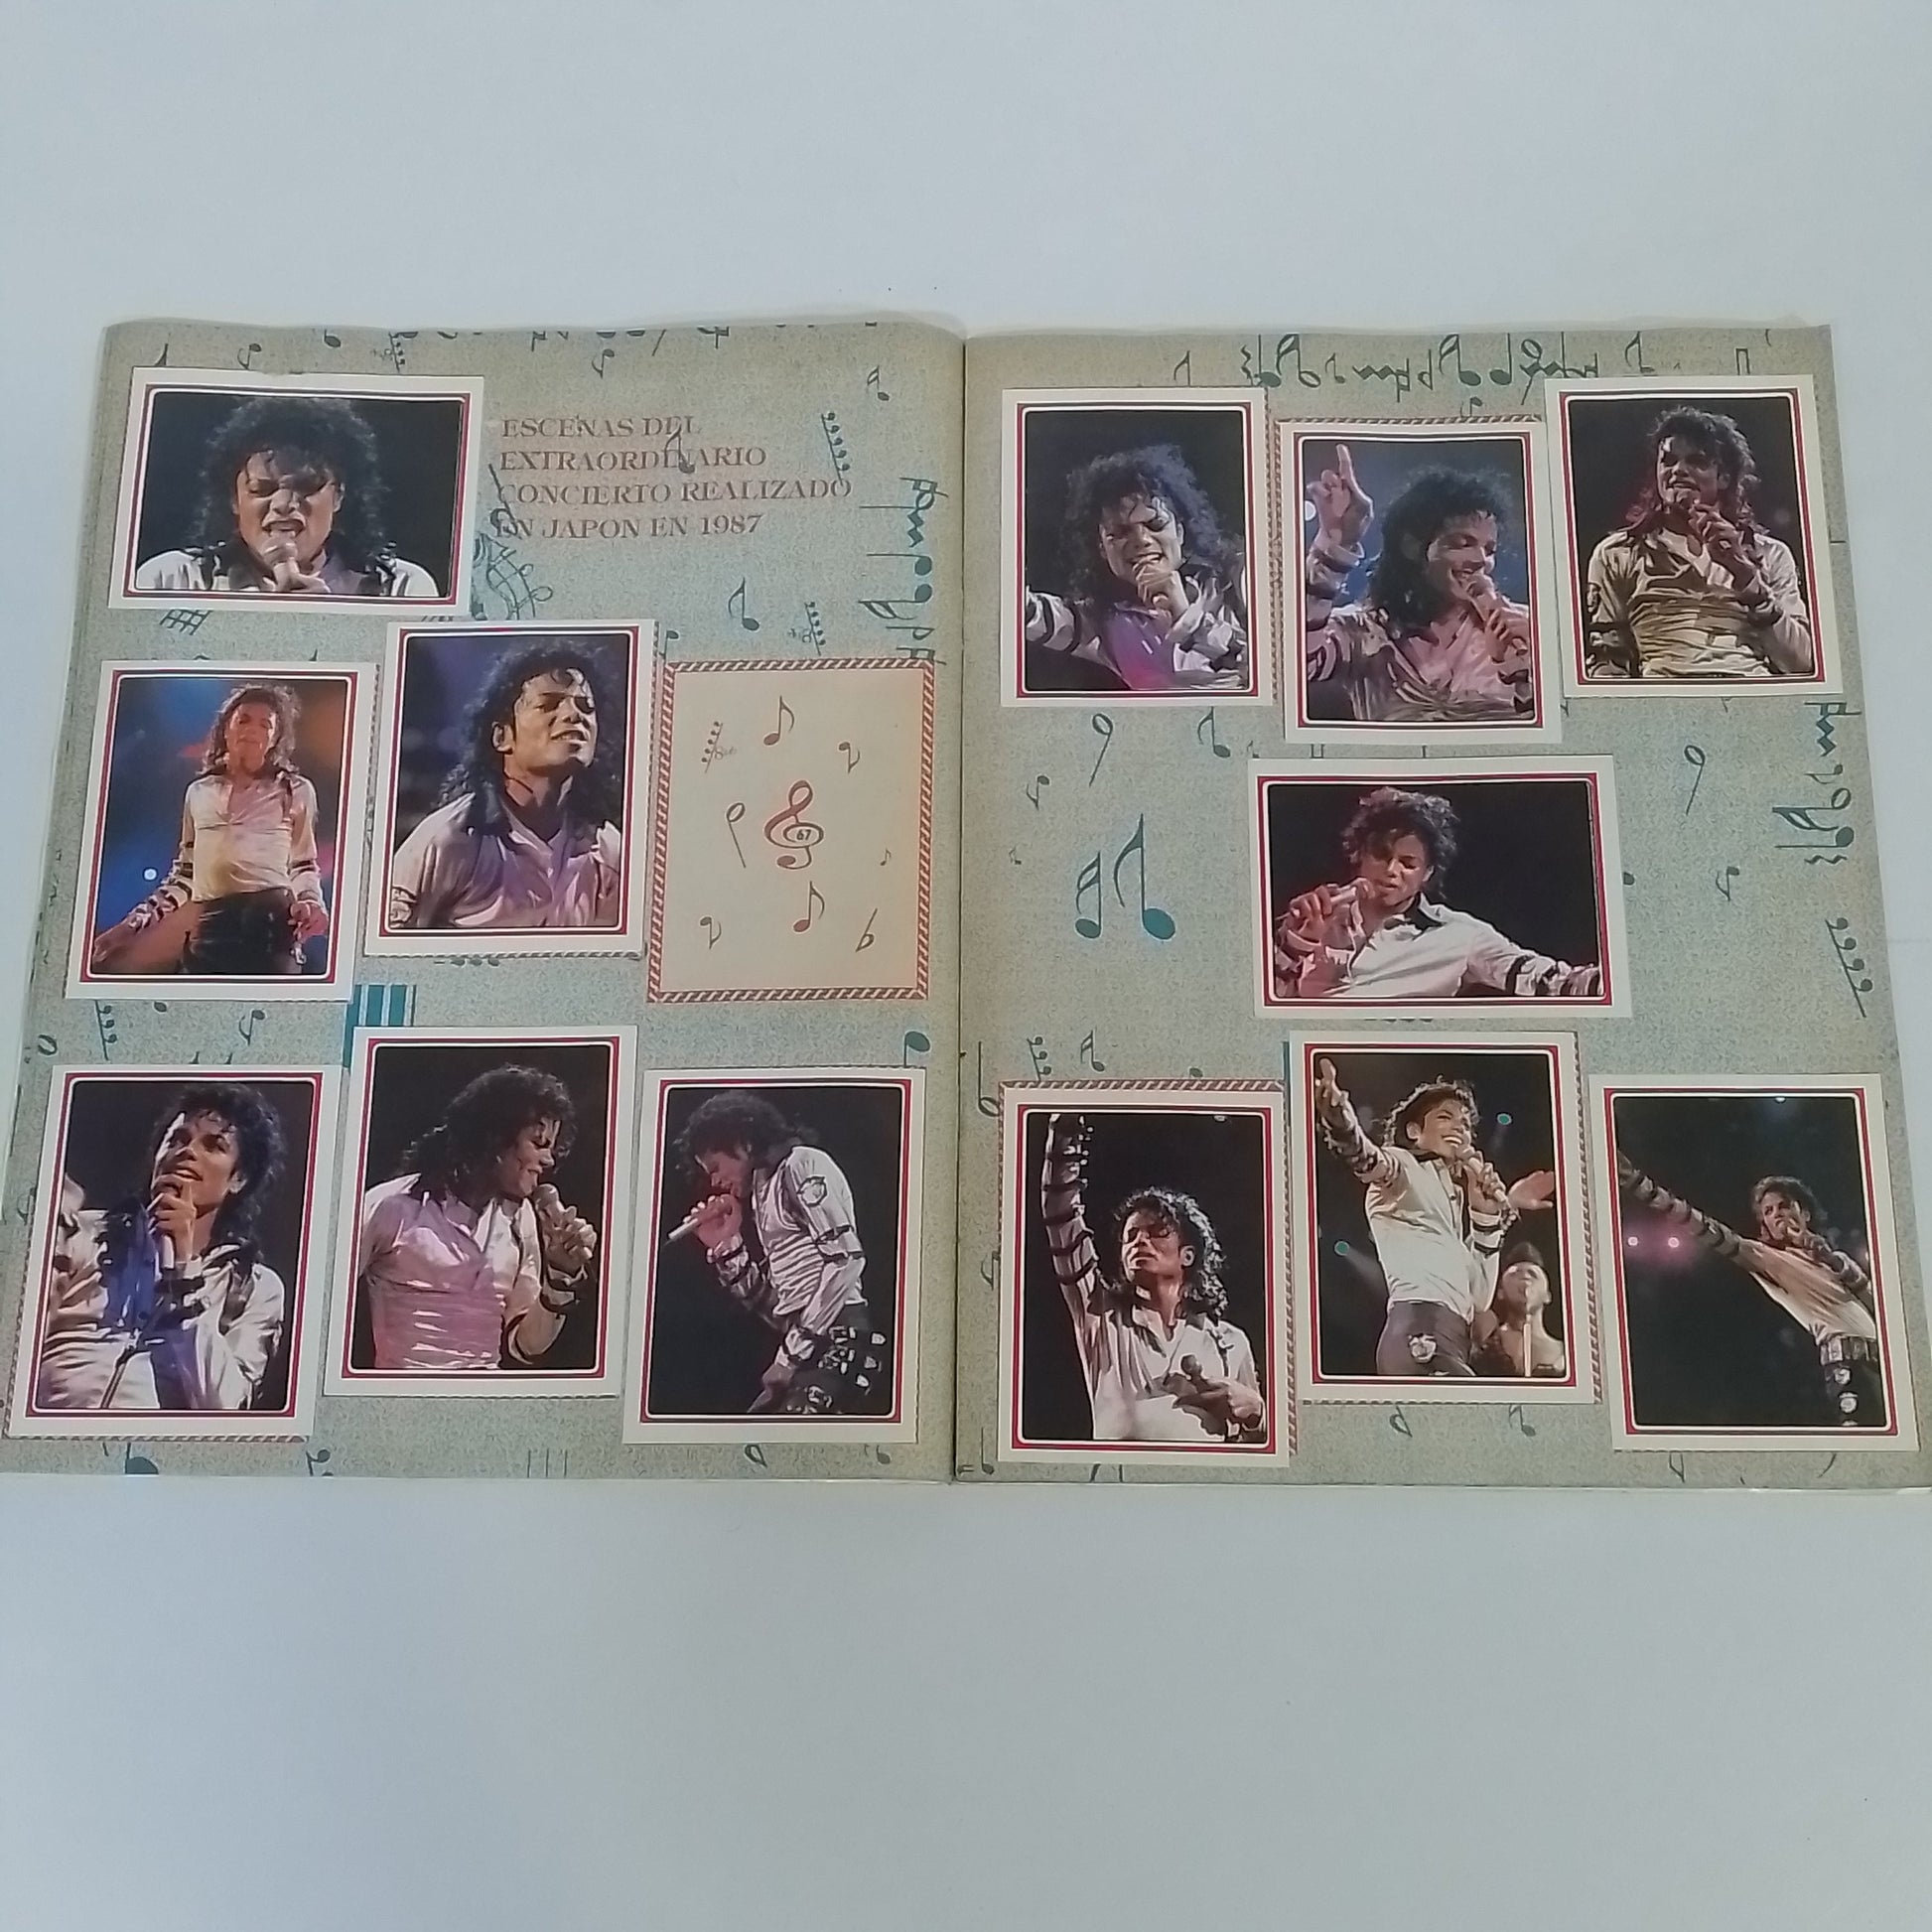 ESCENAS DEL
EXTRAORDINARIO
CONCIERTO REALIZADO
EN JAPON EN 1987
67